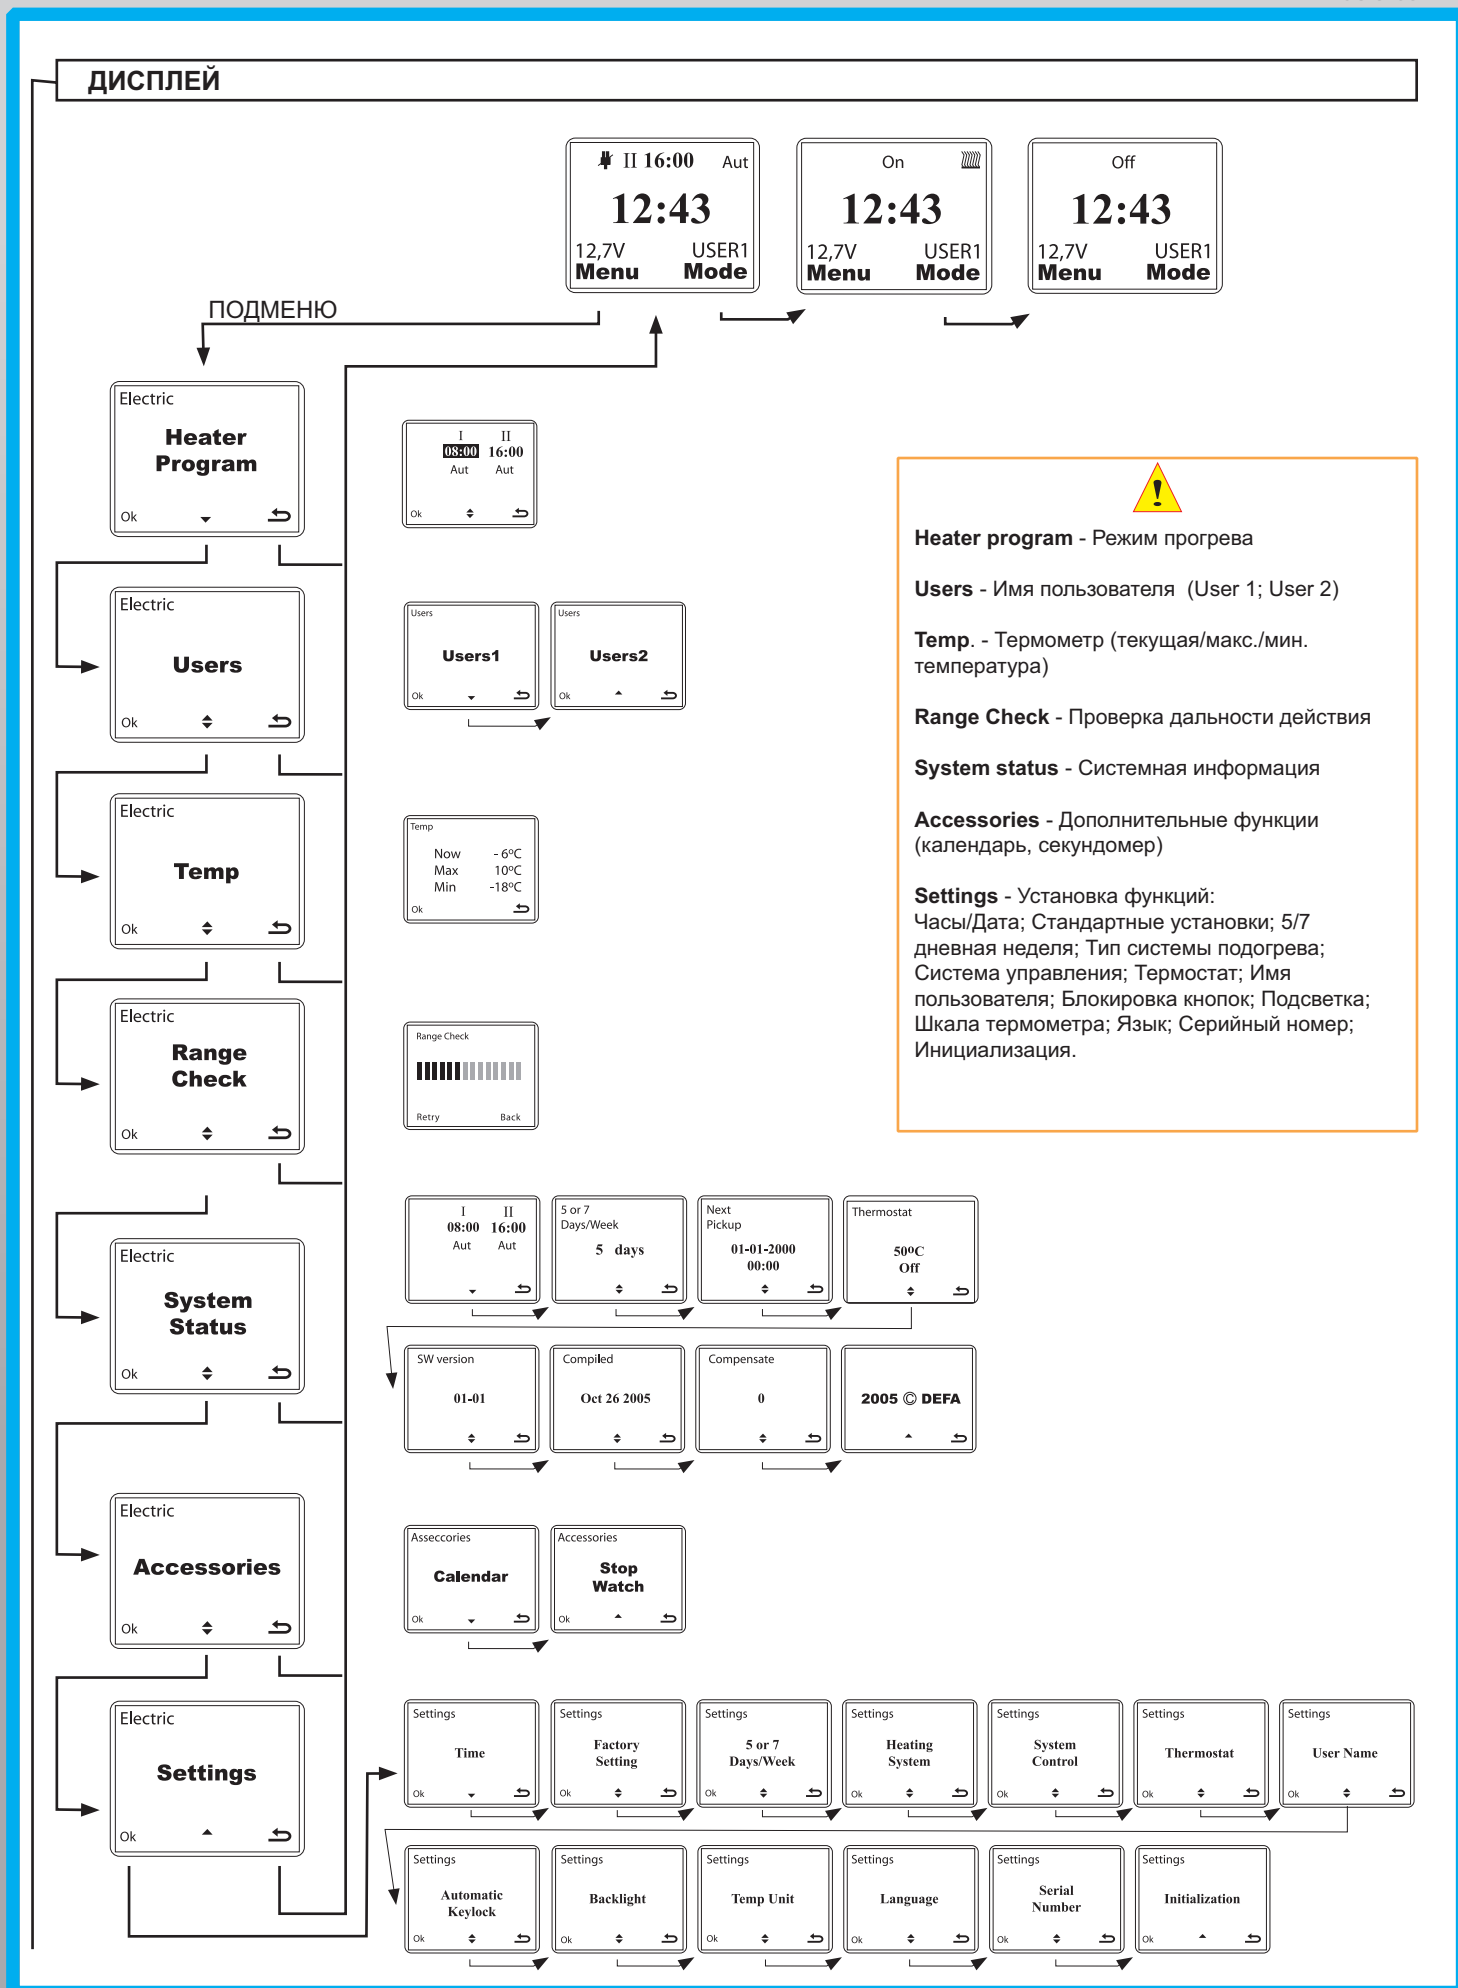 ДИСПЛЕЙ
II 16:00 Aut
12:43
12,7V USER1
Menu Mode
On
12:43
12,7V USER1
Menu Mode
Off
12:43
12,7V USER1
Menu Mode
ПОДМЕНЮ
Electric
Heater
Program
Ok
I II
08:00 16:00
Aut Aut
Ok
Electric
Users
Ok
Users
Users1
Ok
Users
Users2
Ok
Electric
Temp
Ok
Temp
Now - 6ºC
Max 10ºC
Min -18ºC
Ok
Electric
Range
Check
Ok
Range Check
Retry Back
Heater program - Режим прогрева
Users - Имя пользователя (User 1; User 2)
Temp. - Термометр (текущая/макс./мин.
температура)
Range Check - Проверка дальности действия
System status - Системная информация
Accessories - Дополнительные функции
(календарь, секундомер)
Settings - Установка функций:
Часы/Дата; Стандартные установки; 5/7
дневная неделя; Тип системы подогрева;
Система управления; Термостат; Имя
пользователя; Блокировка кнопок; Подсветка;
Шкала термометра; Язык; Серийный номер;
Инициализация.
Electric
System
Status
Ok
I II
08:00 16:00
Aut Aut
5 or 7
Days/Week
5 days
Next
Pickup
01-01-2000
00:00
Thermostat
50ºC
Off
SW version
01-01
Compiled
Oct 26 2005
Compensate
0
2005 © DEFA
Electric
Accessories
Ok
Asseccories
Calendar
Ok
Accessories
Stop
Watch
Ok
Electric
Settings
Ok
Settings
Time
Ok
Settings
Factory
Setting
Ok
Settings
5 or 7
Days/Week
Ok
Settings
Heating
System
Ok
Settings
System
Control
Ok
Settings
Thermostat
Ok
Settings
User Name
Ok
Settings
Automatic
Keylock
Ok
Settings
Backlight
Ok
Settings
Temp Unit
Ok
Settings
Language
Ok
Settings
Serial
Number
Ok
Settings
Initialization
Ok